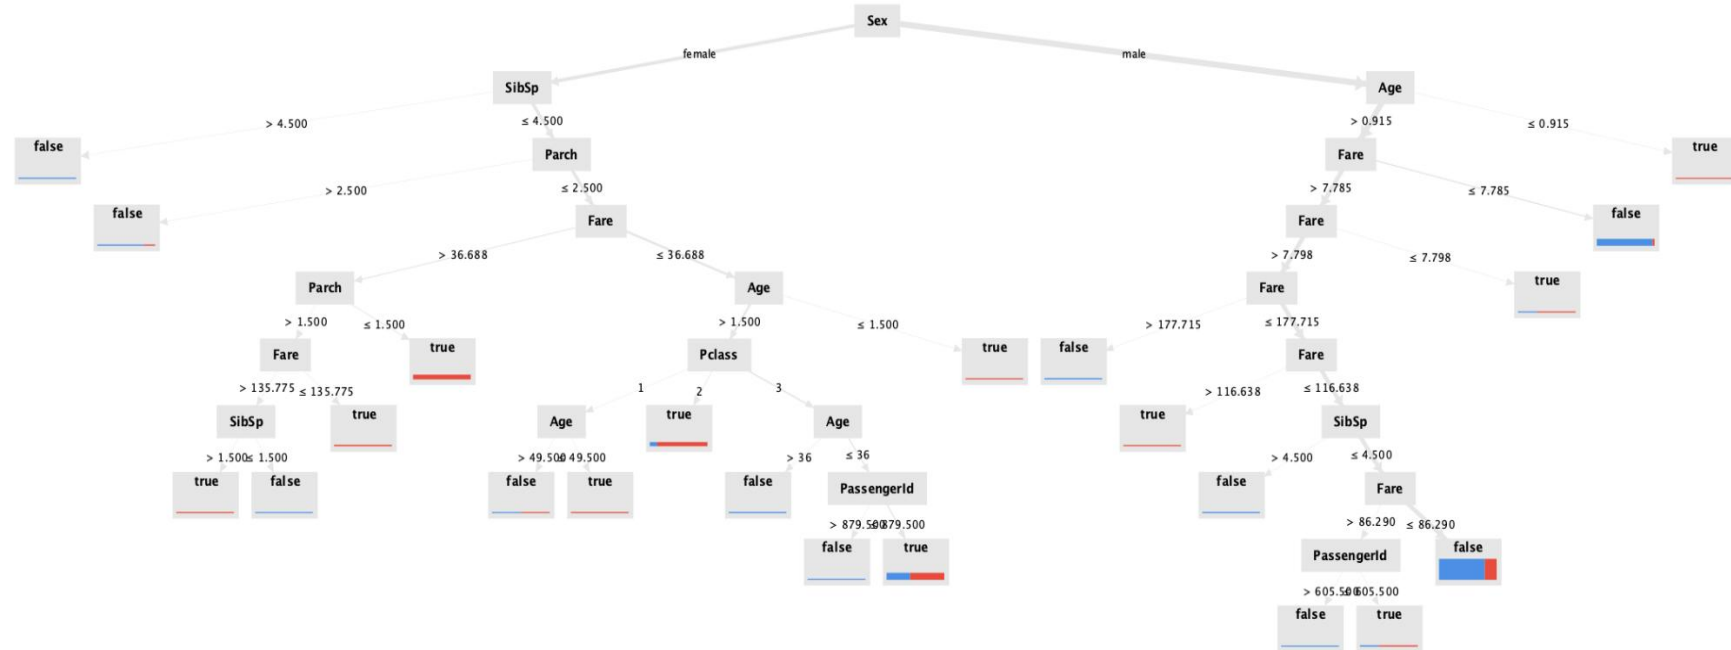 Sex
female
male
SibSp
Age
> 4.500
≤ 4.500
> 0.915
≤ 0.915
false
Parch
Fare
true
> 2.500
≤ 2.500
> 7.785
≤ 7.785
false
Fare
Fare
false
> 36.688
≤ 36.688
> 7.798
≤ 7.798
Parch
Age
Fare
true
> 1.500
≤ 1.500
> 1.500
≤ 1.500
> 177.715
≤ 177.715
Fare
true
Pclass
true
false
Fare
> 135.775
≤ 135.775
1
2
3
> 116.638
≤ 116.638
SibSp
true
Age
true
Age
true
SibSp
> 1.500
≤ 1.500
> 49.500
≤ 49.500
> 36
≤ 36
> 4.500
≤ 4.500
true
false
false
true
false
PassengerId
false
Fare
> 879.500
≤ 879.500
> 86.290
≤ 86.290
false
true
PassengerId
false
> 605.500
≤ 605.500
false
true